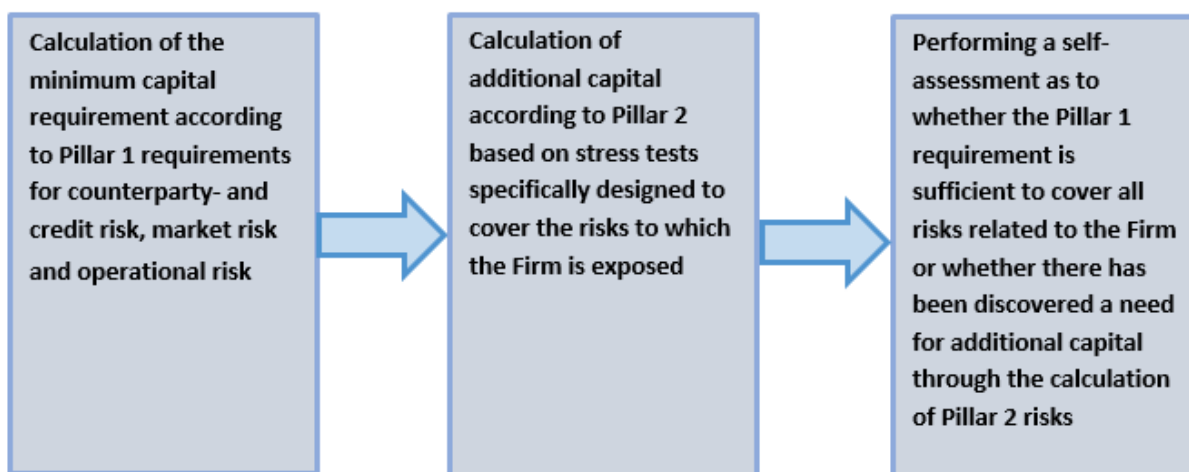 Calculation of the
minimum capital
requirement according
to Pillar 1 requirements
for counterparty- and
credit risk, market risk
and operational risk
Calculation of
additional capital
according to Pillar 2
based on stress tests
specifically designed to
cover the risks to which
the Firm is exposed
Performing a self-
assessment as to
whether the Pillar 1
requirement is
sufficient to cover all
risks related to the Firm
or whether there has
been discovered a need
for additional capital
through the calculation
of Pillar 2 risks